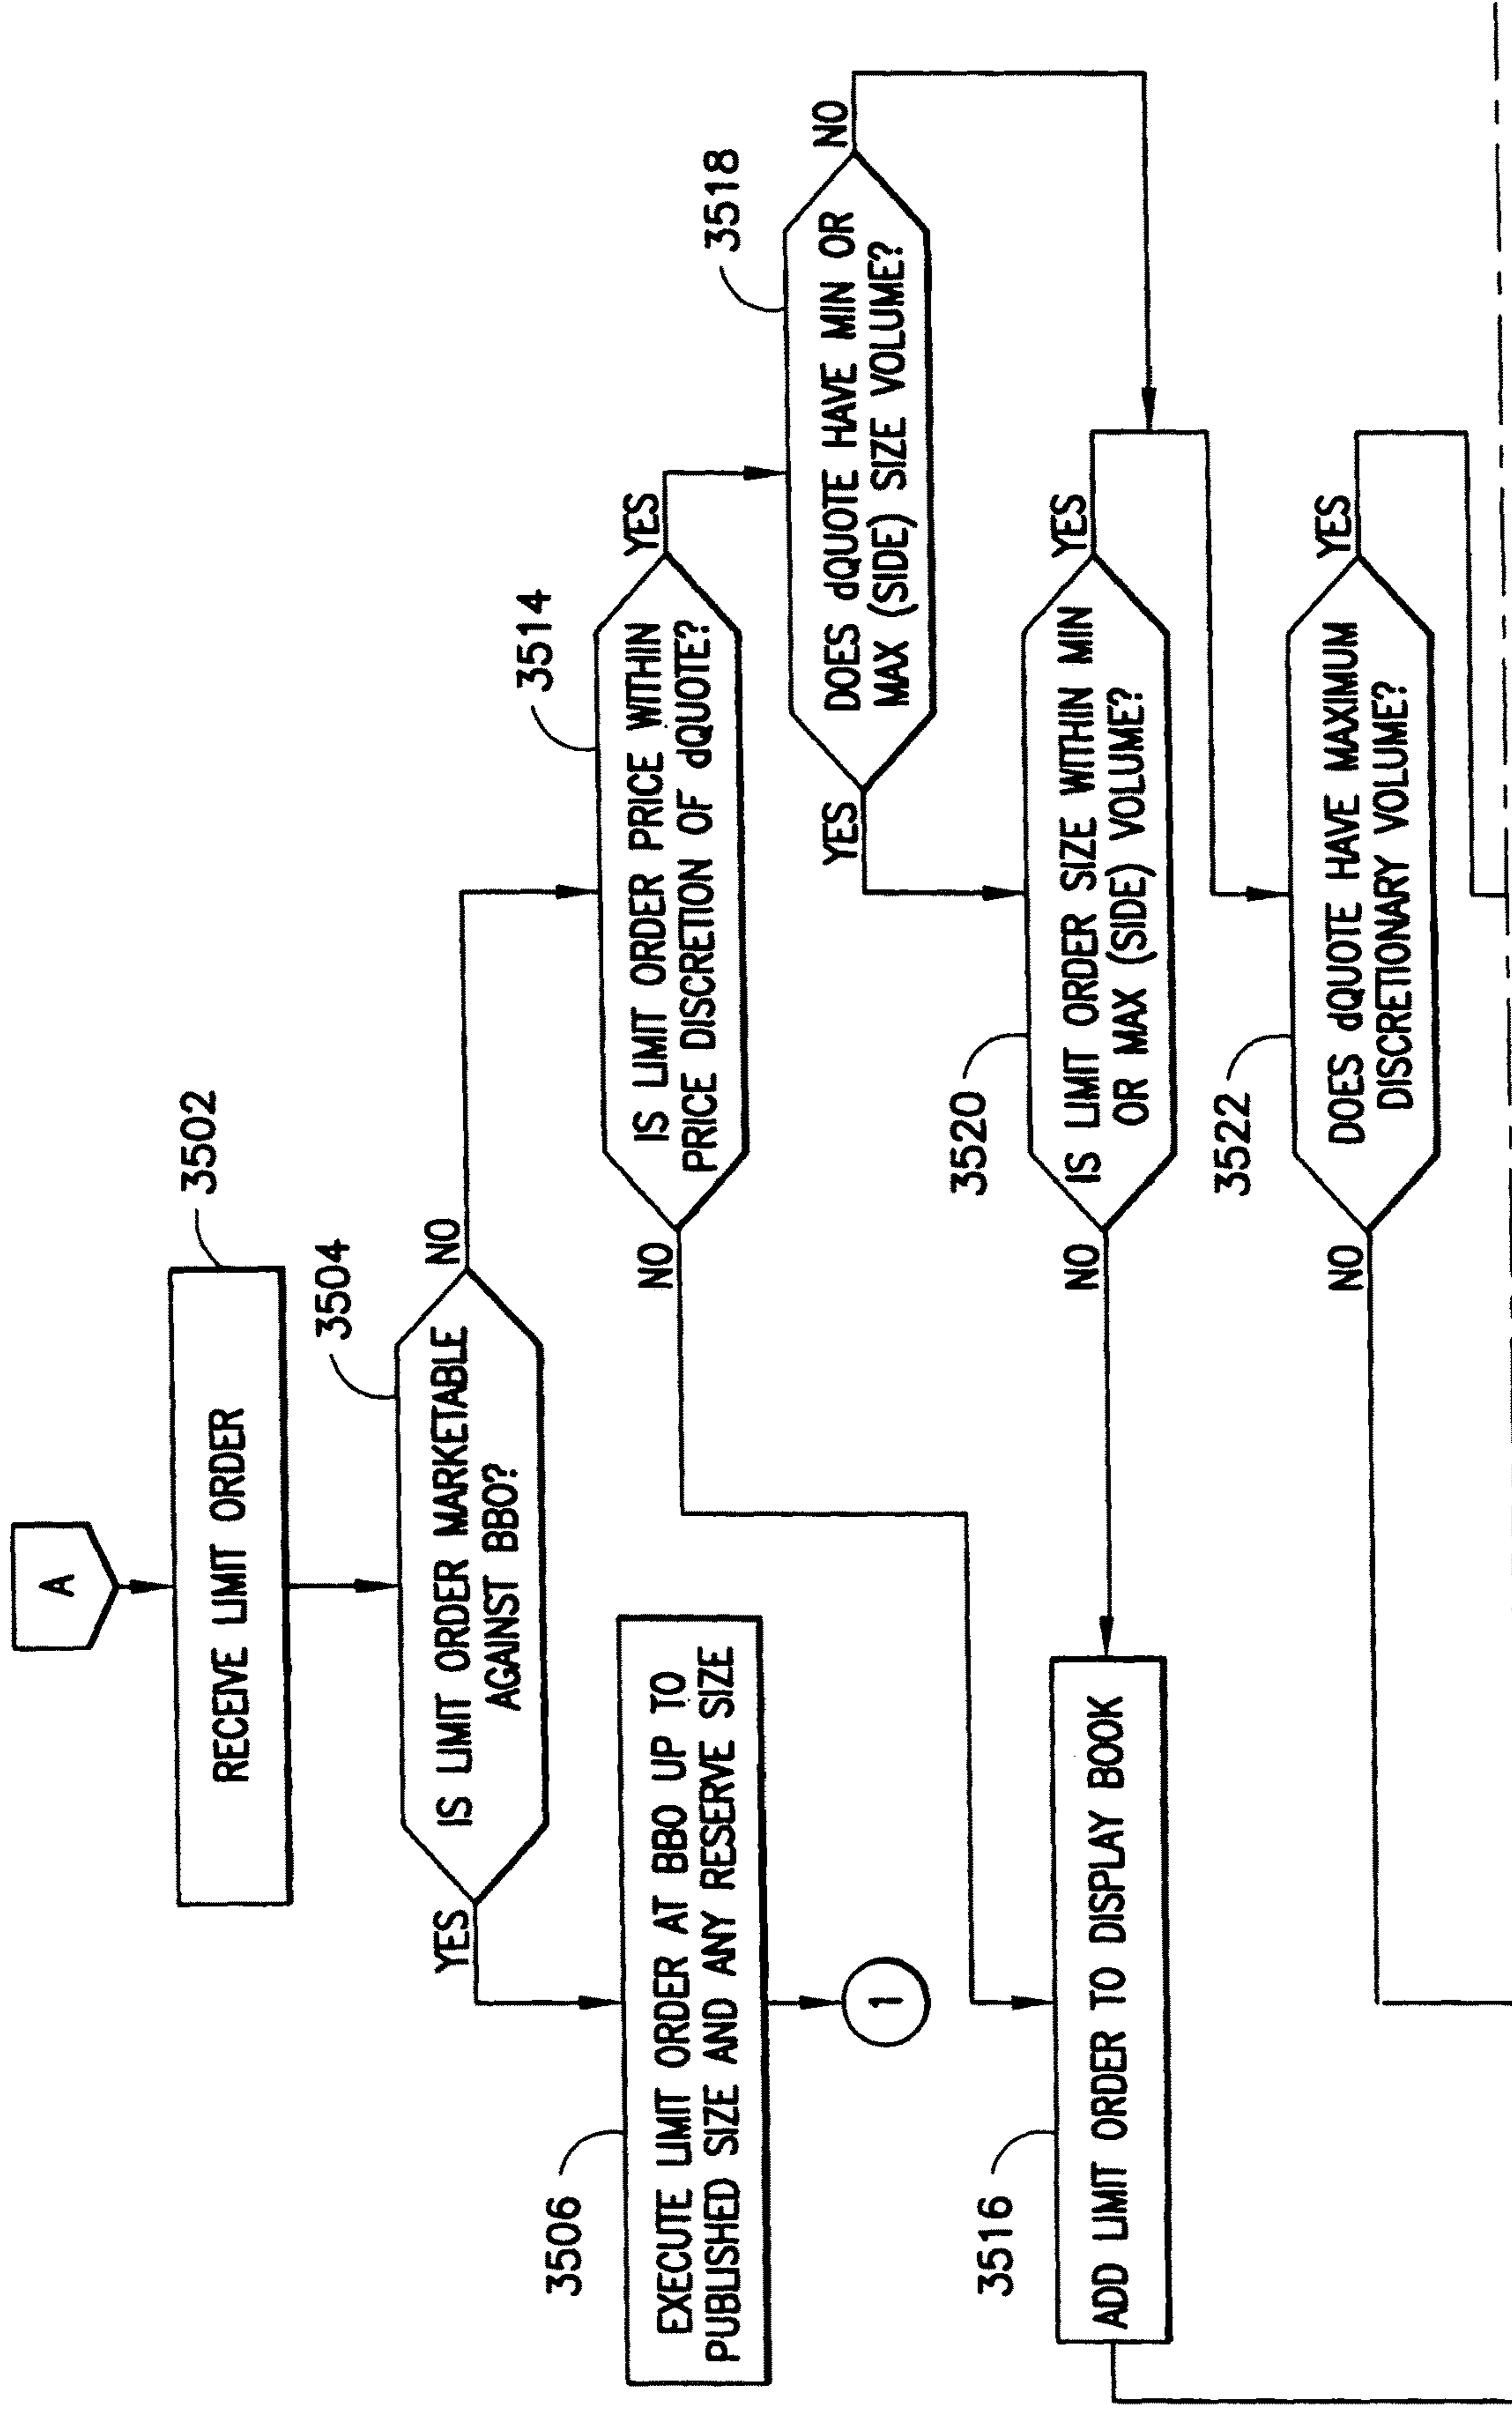 A
RECEIVE LIMIT ORDER
3502
IS LIMIT ORDER MARKETABLE
AGAINST BBO?
3504
YES
NO
EXECUTE LIMIT ORDER AT BBO UP TO
PUBLISHED SIZE AND ANY RESERVE SIZE
3506
1
IS LIMIT ORDER PRICE WITHIN
PRICE DISCRETION OF dQUOTE?
3514
NO
YES
DOES dQUOTE HAVE MIN OR
MAX (SIDE) SIZE VOLUME?
3518
YES
NO
ADD LIMIT ORDER TO DISPLAY BOOK
3516
IS LIMIT ORDER SIZE WITHIN MIN
OR MAX (SIDE) VOLUME?
3520
NO
YES
DOES dQUOTE HAVE MAXIMUM
DISCRETIONARY VOLUME?
3522
NO
YES